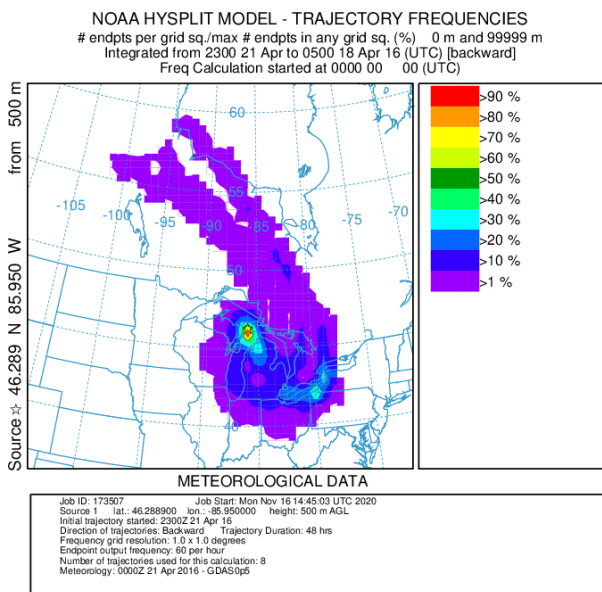 NOAA HYSPLIT MODEL - TRAJECTORY FREQUENCIES
# endpts per grid sq./max # endpts in any grid sq. (%) 0 m and 99999 m
Integrated from 2300 21 Apr to 0500 18 Apr 16 (UTC) [backward]
Freq Calculation started at 0000 00 00 (UTC)
Source ☆ 46.289 N 85.950 W from 500 m
60
-105
-100
-95
-90
-85
-80
-75
-70
55
50
45
40
>90 %
>80 %
>70 %
>60 %
>50 %
>40 %
>30 %
>20 %
>10 %
>1 %
METEOROLOGICAL DATA
Job ID: 173507 Job Start: Mon Nov 16 14:45:03 UTC 2020
Source 1 lat.: 46.288900 lon.: -85.950000 height: 500 m AGL
Initial trajectory started: 2300Z 21 Apr 16
Direction of trajectories: Backward Trajectory Duration: 48 hrs
Frequency grid resolution: 1.0 x 1.0 degrees
Endpoint output frequency: 60 per hour
Number of trajectories used for this calculation: 8
Meteorology: 0000Z 21 Apr 2016 - GDAS0p5